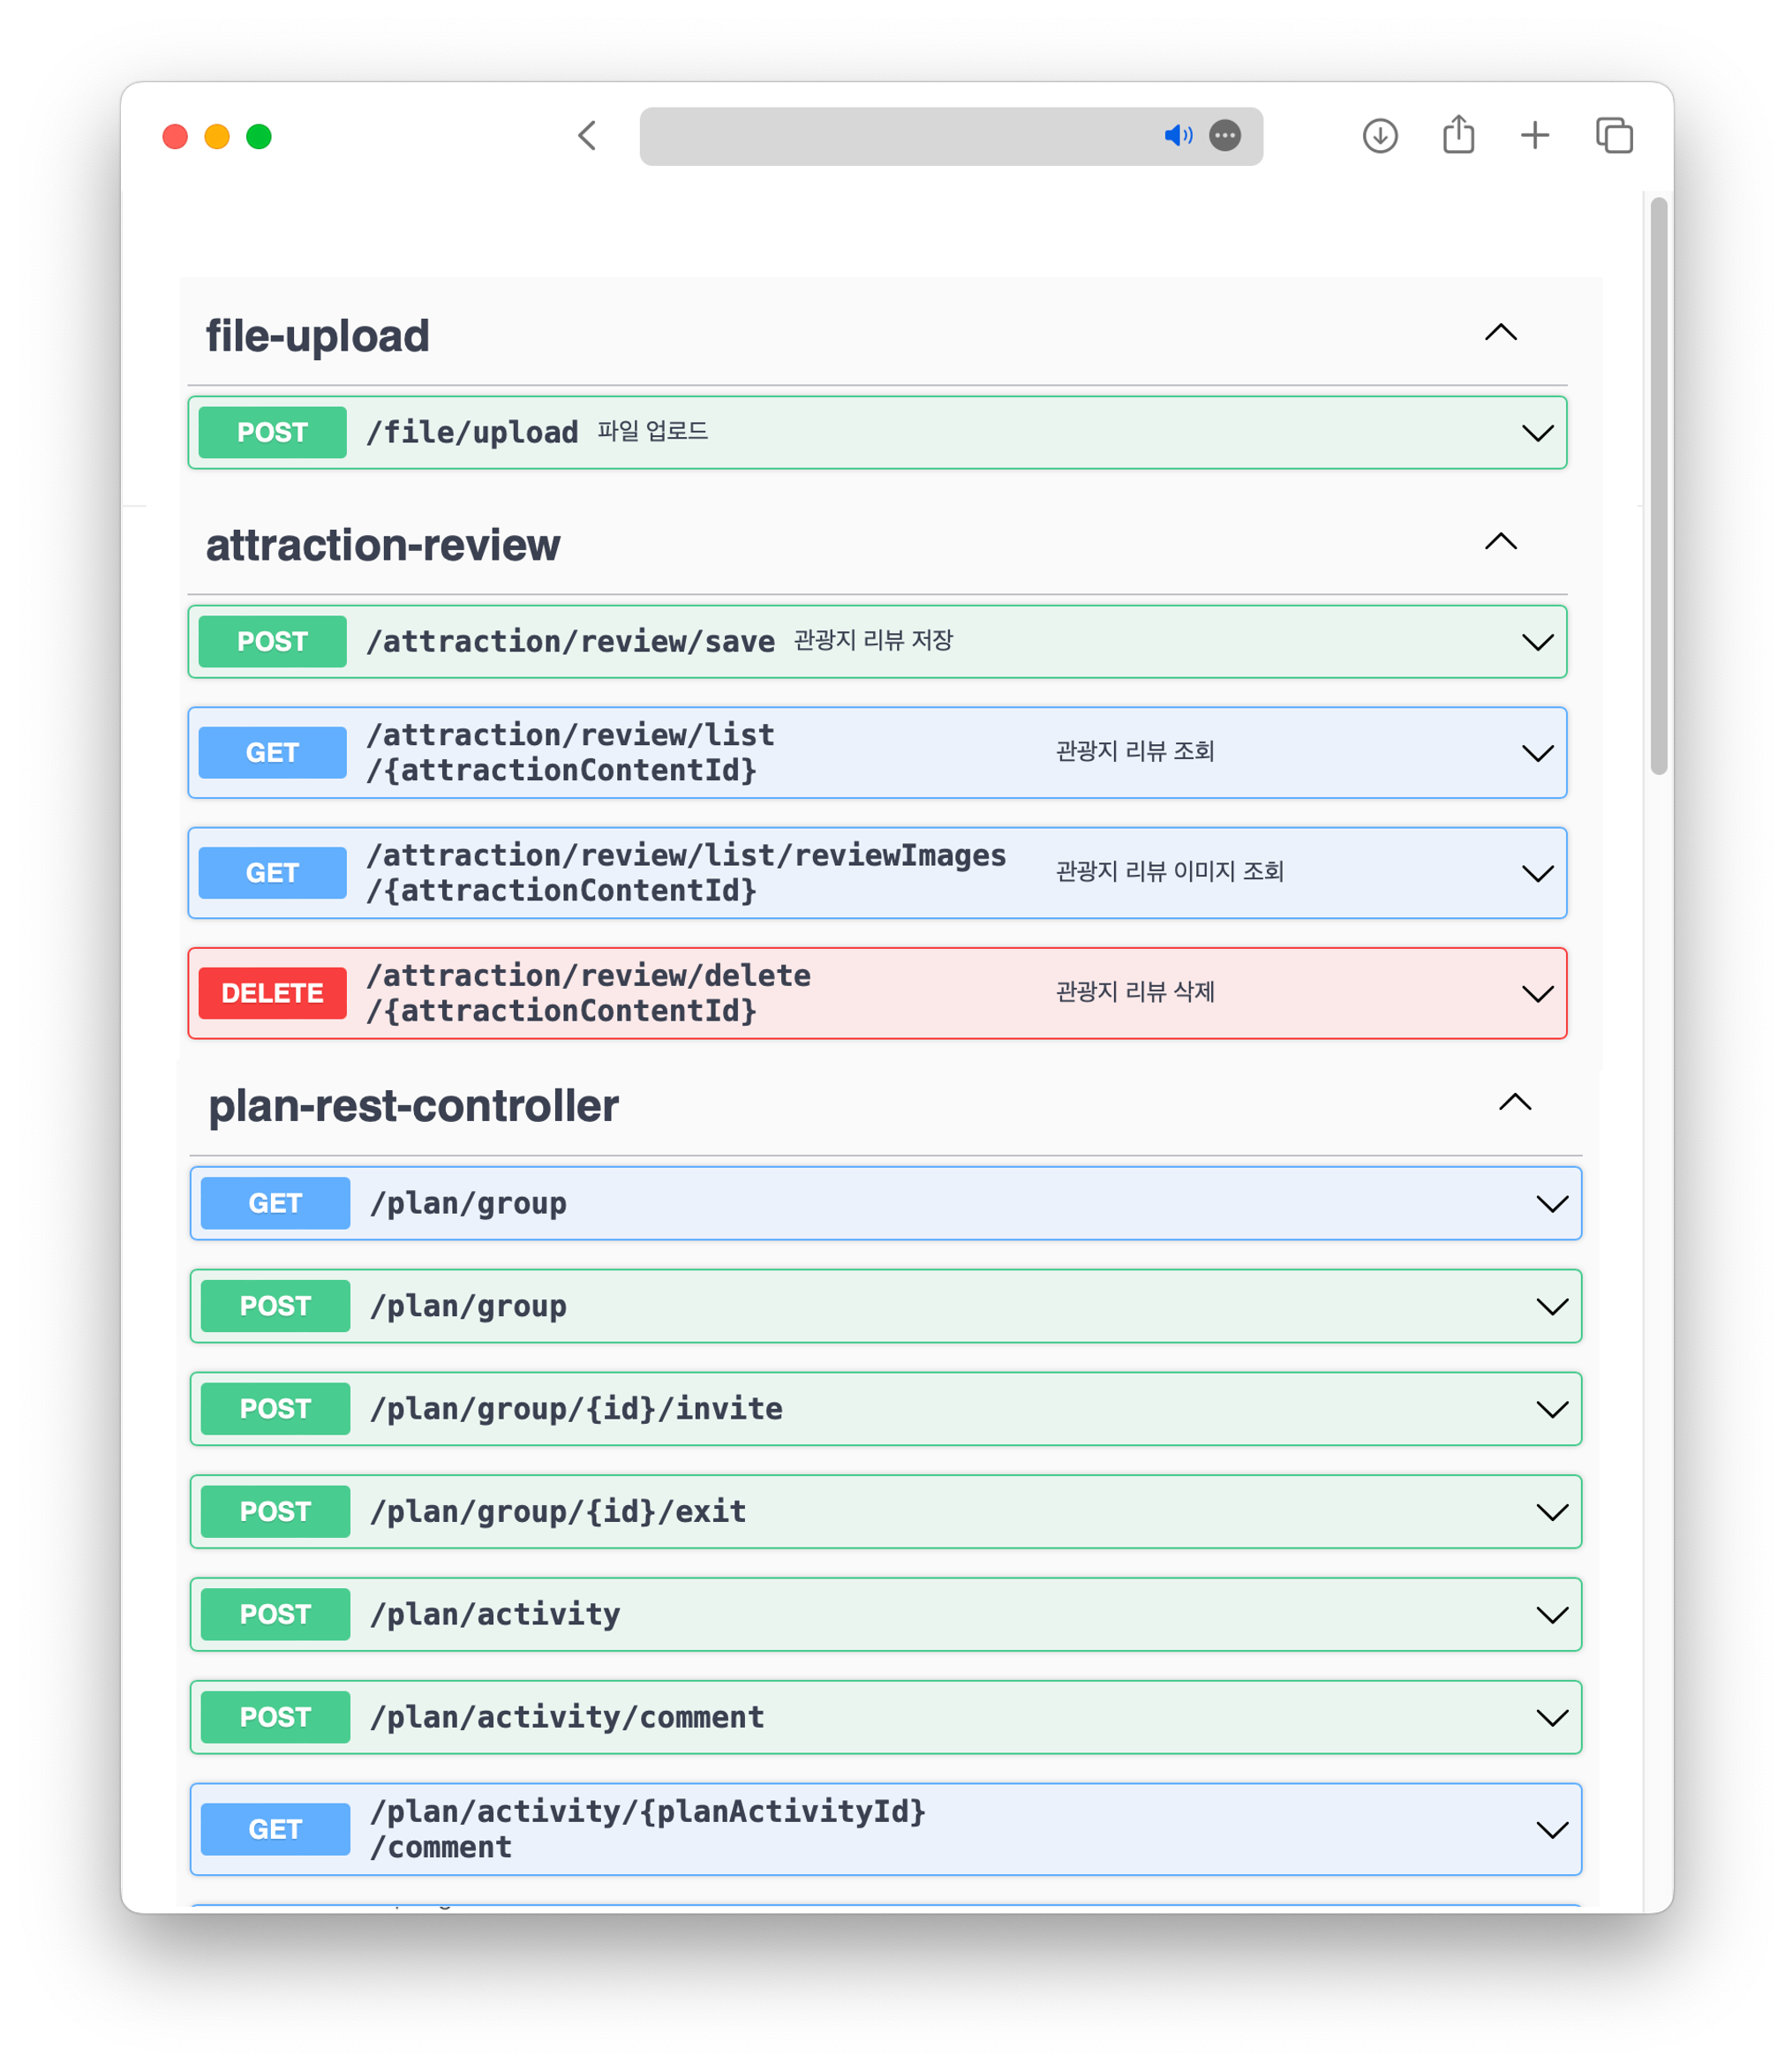 file-upload
POST /file/upload 파일 업로드
attraction-review
POST /attraction/review/save 관광지 리뷰 저장
GET /attraction/review/list
/{attractionContentId} 관광지 리뷰 조회
GET /attraction/review/list/reviewImages
/{attractionContentId} 관광지 리뷰 이미지 조회
DELETE /attraction/review/delete
/{attractionContentId} 관광지 리뷰 삭제
plan-rest-controller
GET /plan/group
POST /plan/group
POST /plan/group/{id}/invite
POST /plan/group/{id}/exit
POST /plan/activity
POST /plan/activity/comment
GET /plan/activity/{planActivityId}
/comment